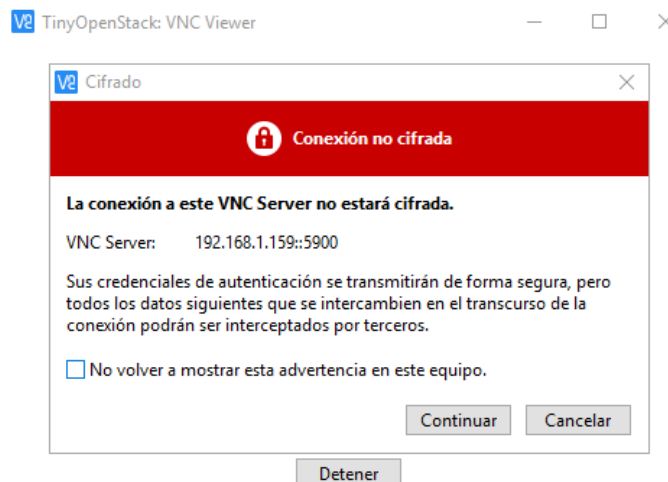 TinyOpenStack: VNC Viewer
Cifrado
Conexión no cifrada
La conexión a este VNC Server no estará cifrada.
VNC Server: 192.168.1.159::5900
Sus credenciales de autenticación se transmitirán de forma segura, pero
todos los datos siguientes que se intercambien en el transcurso de la
conexión podrán ser interceptados por terceros.
No volver a mostrar esta advertencia en este equipo.
Continuar Cancelar
Detener